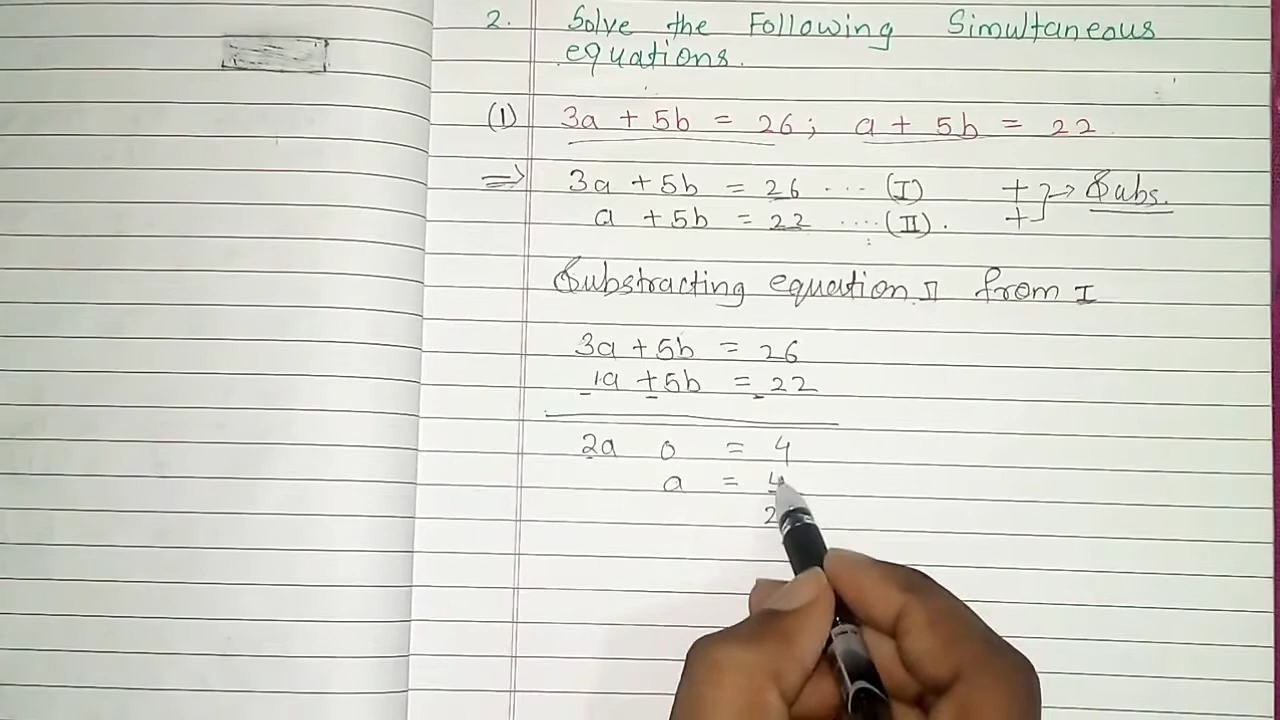 2. Solve the Following Simultaneous
equations.
(1) 3a + 5b = 26 ; a + 5b = 22
⇒ 3a + 5b = 26 ... (I) + → Subs.
a + 5b = 22 ....(II). +
Substracting equation II from I
3a + 5b = 26
1a + 5b = 22
- - -
2a 0 = 4
a = 4
2